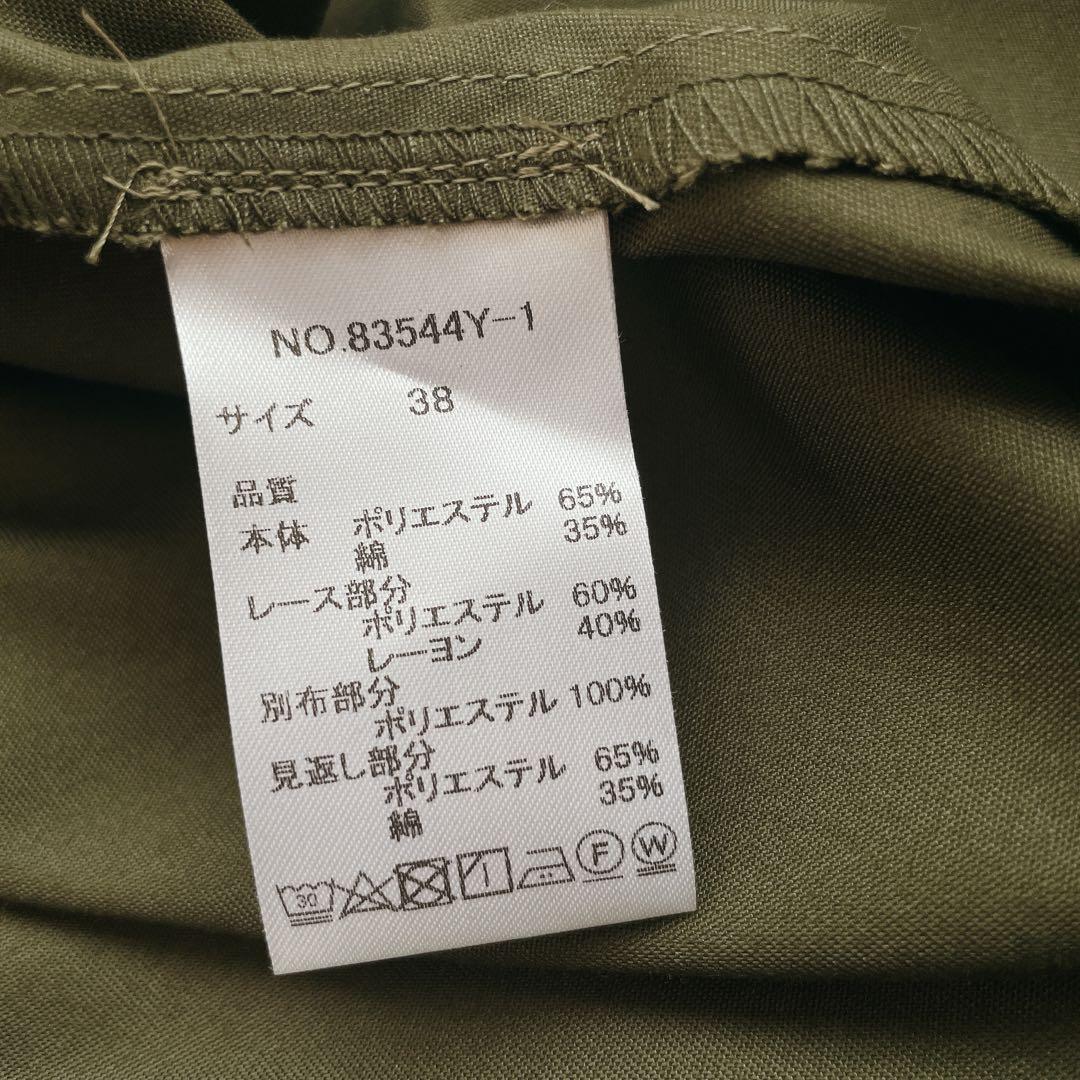 NO.83544Y-1
サイズ 38
品質
本体 ポリエステル 65%
綿 35%
レース部分
ポリエステル 60%
レーヨン 40%
別布部分
ポリエステル 100%
見返し部分
ポリエステル 65%
綿 35%
30 F W